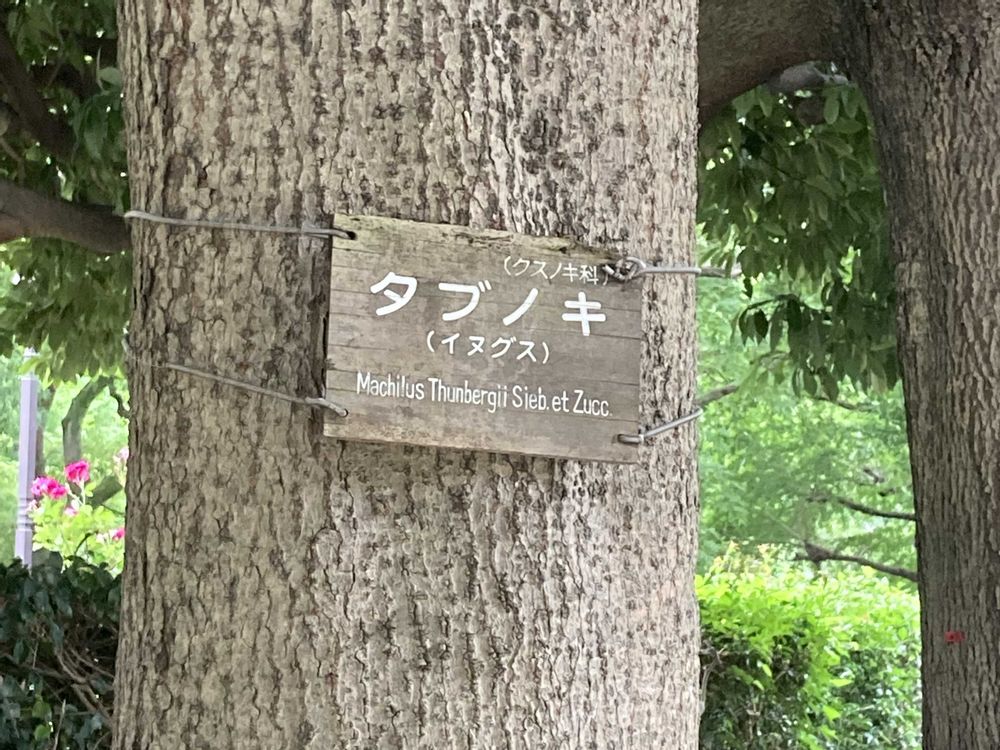 （クスノキ科）
タブノキ
（イヌグス）
Machilus Thunbergii Sieb. et Zucc.